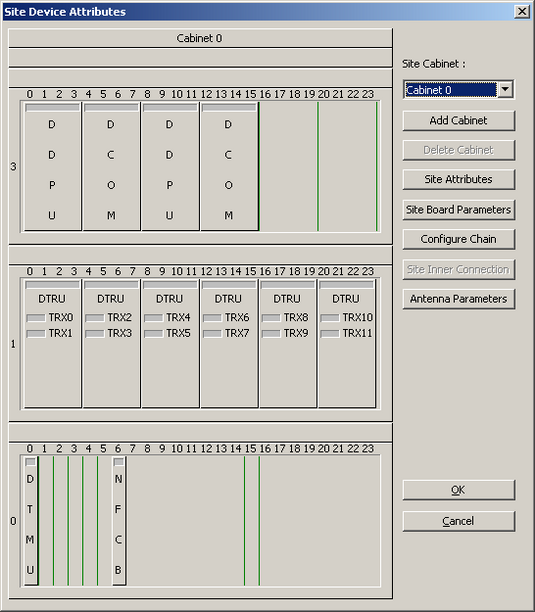 Site Device Attributes
Cabinet 0
Site Cabinet :
Cabinet 0
Add Cabinet
Delete Cabinet
Site Attributes
Site Board Parameters
Configure Chain
Site Inner Connection
Antenna Parameters
OK
Cancel
0 1 2 3 4 5 6 7 8 9 10 11 12 13 14 15 16 17 18 19 20 21 22 23
3
D D D D
D C D C
P O P O
U M U M
0 1 2 3 4 5 6 7 8 9 10 11 12 13 14 15 16 17 18 19 20 21 22 23
1
DTRU DTRU DTRU DTRU DTRU DTRU
TRX0 TRX2 TRX4 TRX6 TRX8 TRX10
TRX1 TRX3 TRX5 TRX7 TRX9 TRX11
0 1 2 3 4 5 6 7 8 9 10 11 12 13 14 15 16 17 18 19 20 21 22 23
0
D N
T F
M C
U B